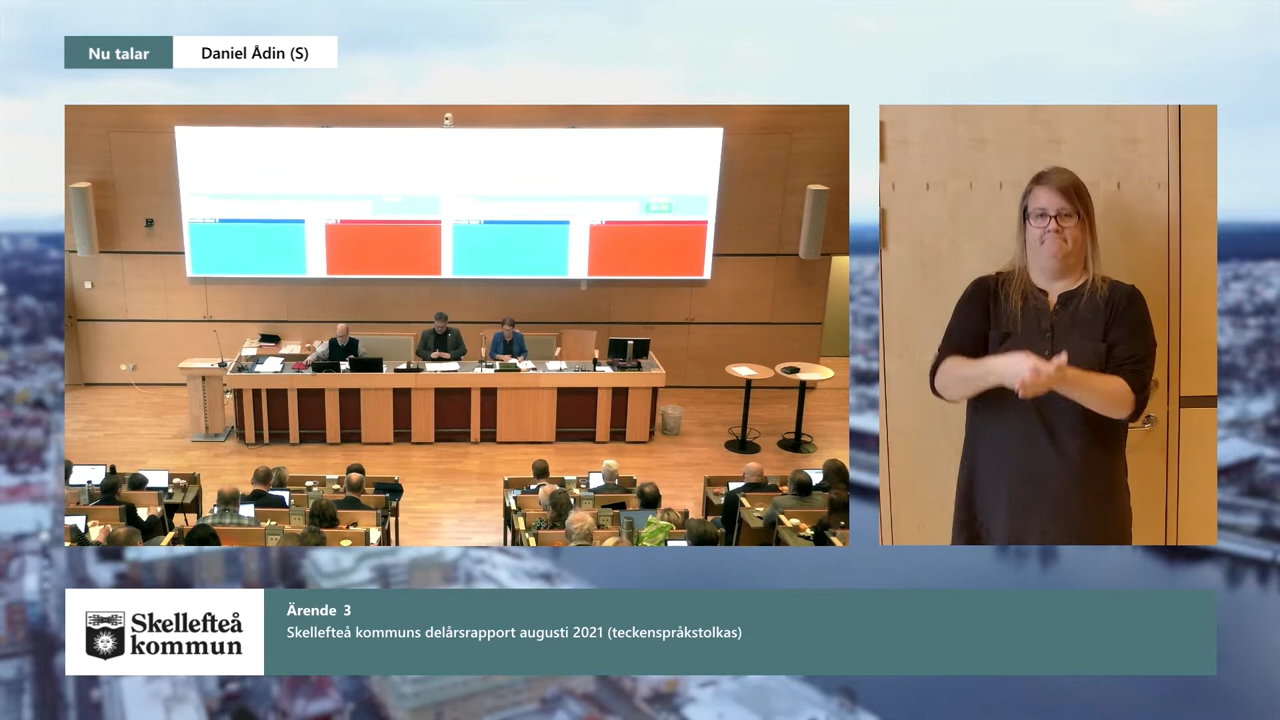 Nu talar
Daniel Ådin (S)
Skellefteå
kommun
Ärende 3
Skellefteå kommuns delårsrapport augusti 2021 (teckenspråkstolkas)